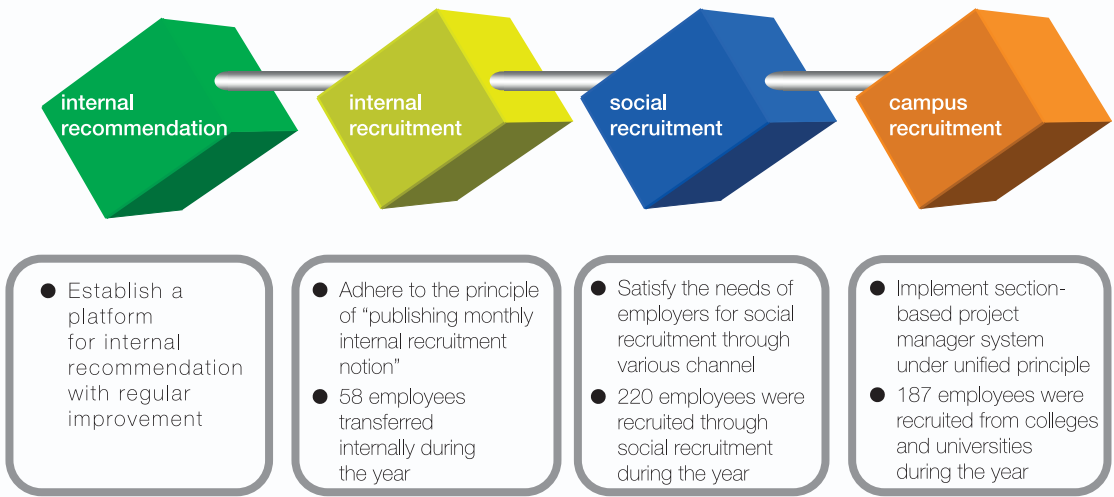 internal
recommendation
internal
recruitment
social
recruitment
campus
recruitment
● Establish a
platform
for internal
recommendation
with regular
improvement
● Adhere to the principle
of “publishing monthly
internal recruitment
notion”
● 58 employees
transferred
internally during
the year
● Satisfy the needs of
employers for social
recruitment through
various channel
● 220 employees were
recruited through
social recruitment
during the year
● Implement section-
based project
manager system
under unified principle
● 187 employees were
recruited from colleges
and universities
during the year